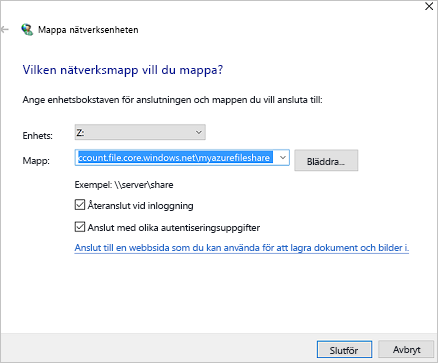 Mappa nätverksenheten
Vilken nätverksmapp vill du mappa?
Ange enhetsbokstaven för anslutningen och mappen du vill ansluta till:
Enhets: Z:
Mapp: ccount.file.core.windows.net\myazurefileshare Bläddra...
Exempel: \\server\share
Återanslut vid inloggning
Anslut med olika autentiseringsuppgifter
Anslut till en webbsida som du kan använda för att lagra dokument och bilder i.
Slutför Avbryt